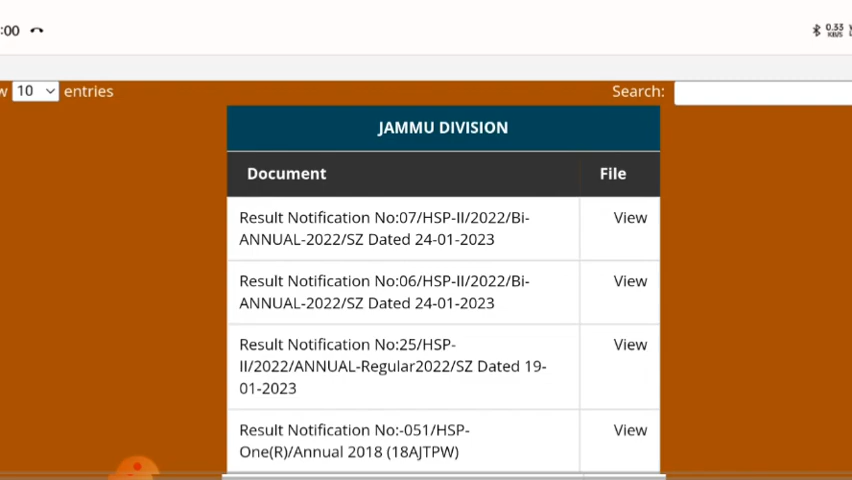 :00
0.33
KB/S
w 10 entries
Search:
JAMMU DIVISION
Document File
Result Notification No:07/HSP-II/2022/Bi- View
ANNUAL-2022/SZ Dated 24-01-2023
Result Notification No:06/HSP-II/2022/Bi- View
ANNUAL-2022/SZ Dated 24-01-2023
Result Notification No:25/HSP- View
II/2022/ANNUAL-Regular2022/SZ Dated 19-
01-2023
Result Notification No:-051/HSP- View
One(R)/Annual 2018 (18AJTPW)